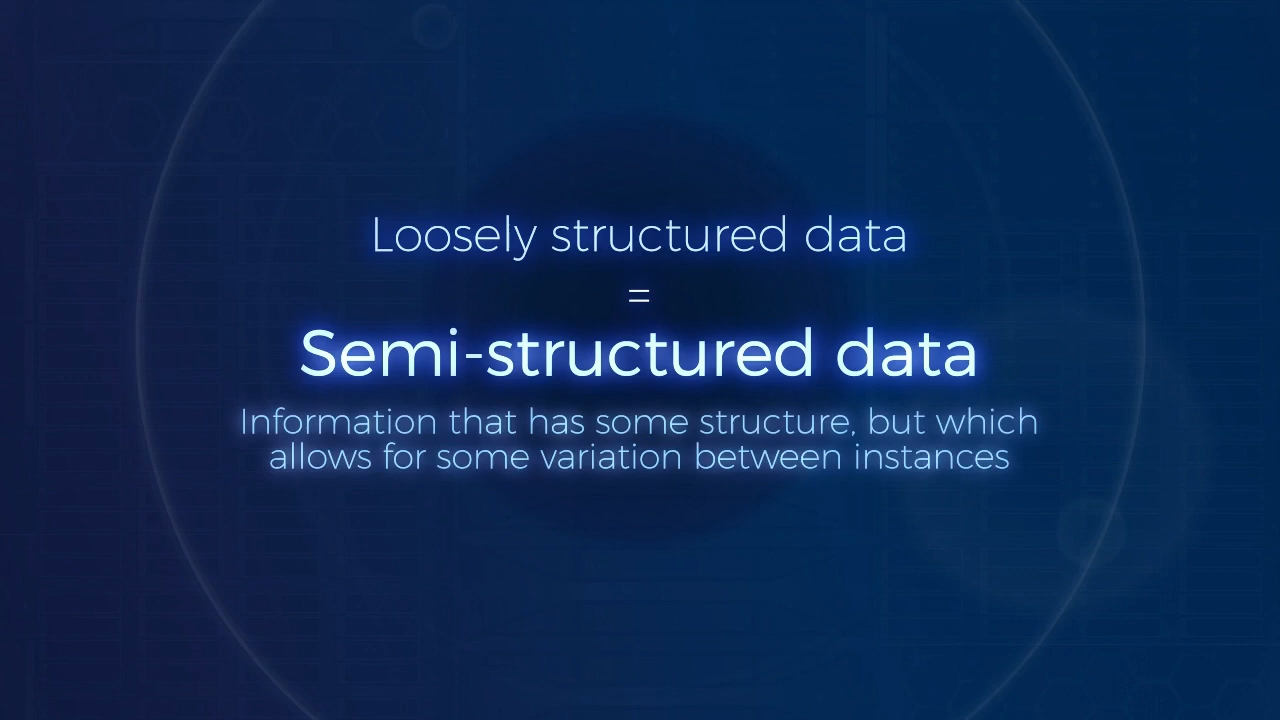 Loosely structured data
=
Semi-structured data
Information that has some structure, but which
allows for some variation between instances